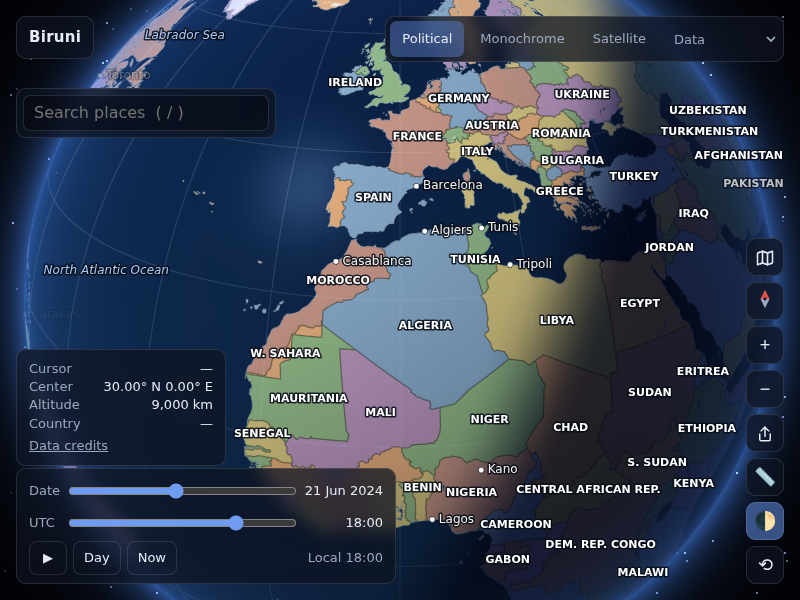 Biruni
Political Monochrome Satellite Data
Search places ( / )
Labrador Sea
Toronto
IRELAND
GERMANY
UKRAINE
UZBEKISTAN
TURKMENISTAN
FRANCE
AUSTRIA
ROMANIA
ITALY
BULGARIA
AFGHANISTAN
TURKEY
PAKISTAN
SPAIN
Barcelona
GREECE
IRAQ
Algiers
Tunis
JORDAN
North Atlantic Ocean
Casablanca
TUNISIA
Tripoli
MOROCCO
EGYPT
Caracas
ALGERIA
LIBYA
W. SAHARA
ERITREA
MAURITANIA
MALI
NIGER
SUDAN
CHAD
ETHIOPIA
SENEGAL
S. SUDAN
Kano
KENYA
BENIN
NIGERIA
CENTRAL AFRICAN REP.
Lagos
CAMEROON
DEM. REP. CONGO
GABON
MALAWI
Cursor —
Center 30.00° N 0.00° E
Altitude 9,000 km
Country —
Data credits
Date 21 Jun 2024
UTC 18:00
▶ Day Now Local 18:00
+
−